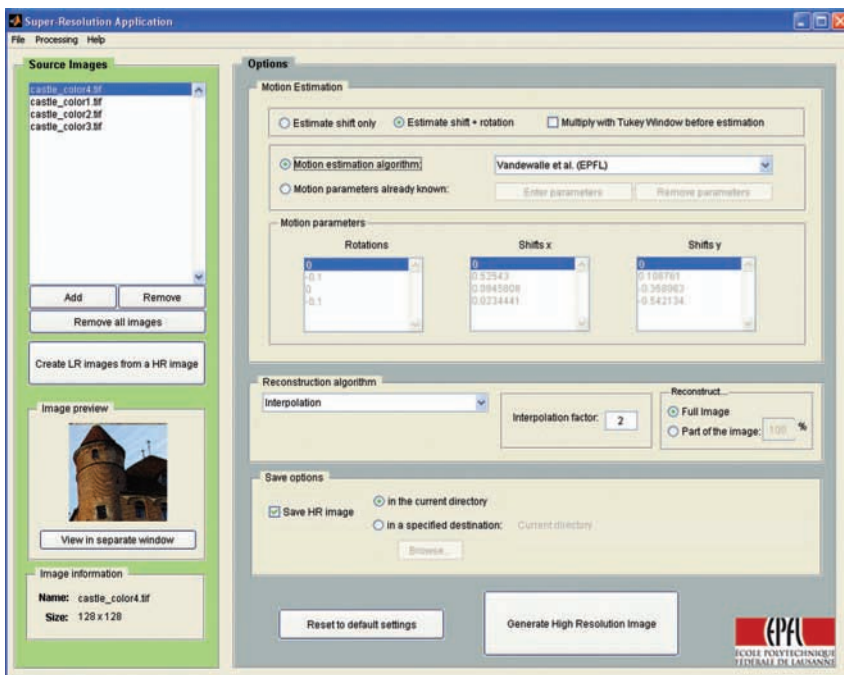 Super-Resolution Application
File Processing Help
Source Images
castle_color4.tif
castle_color1.tif
castle_color2.tif
castle_color3.tif
Add Remove
Remove all images
Create LR images from a HR image
Image preview
View in separate window
Image information
Name: castle_color4.tif
Size: 128 x 128
Options
Motion Estimation
Estimate shift only Estimate shift + rotation Multiply with Tukey Window before estimation
Motion estimation algorithm: Vandewalle et al. (EPFL)
Motion parameters already known: Enter parameters Remove parameters
Motion parameters
Rotations Shifts x Shifts y
0 0 0
-0.1 0.52543 0.186781
0 0.0945808 -0.368983
-0.1 0.0234441 -0.542134
Reconstruction algorithm
Interpolation
Interpolation factor: 2
Reconstruct...
Full Image
Part of the image: 100 %
Save options
Save HR image
in the current directory
in a specified destination: Current directory
Browse...
Reset to default settings Generate High Resolution Image
EPFL
ECOLE POLYTECHNIQUE
FEDERALE DE LAUSANNE